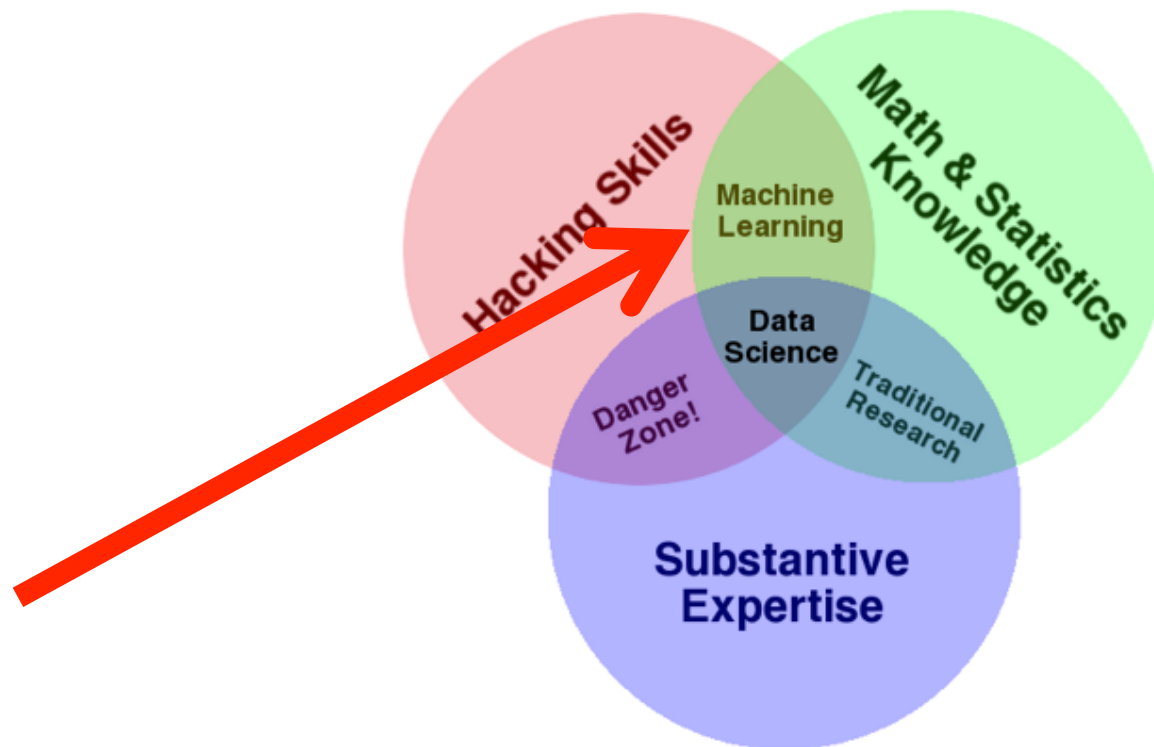 Hacking Skills
Math & Statistics
Knowledge
Machine
Learning
Data
Science
Danger
Zone!
Traditional
Research
Substantive
Expertise